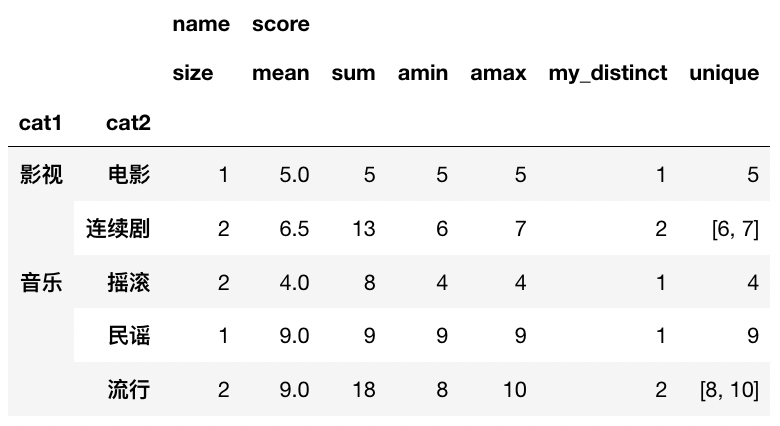 name score
size mean sum amin amax my_distinct unique
cat1 cat2
影视 电影 1 5.0 5 5 5 1 5
连续剧 2 6.5 13 6 7 2 [6, 7]
音乐 摇滚 2 4.0 8 4 4 1 4
民谣 1 9.0 9 9 9 1 9
流行 2 9.0 18 8 10 2 [8, 10]